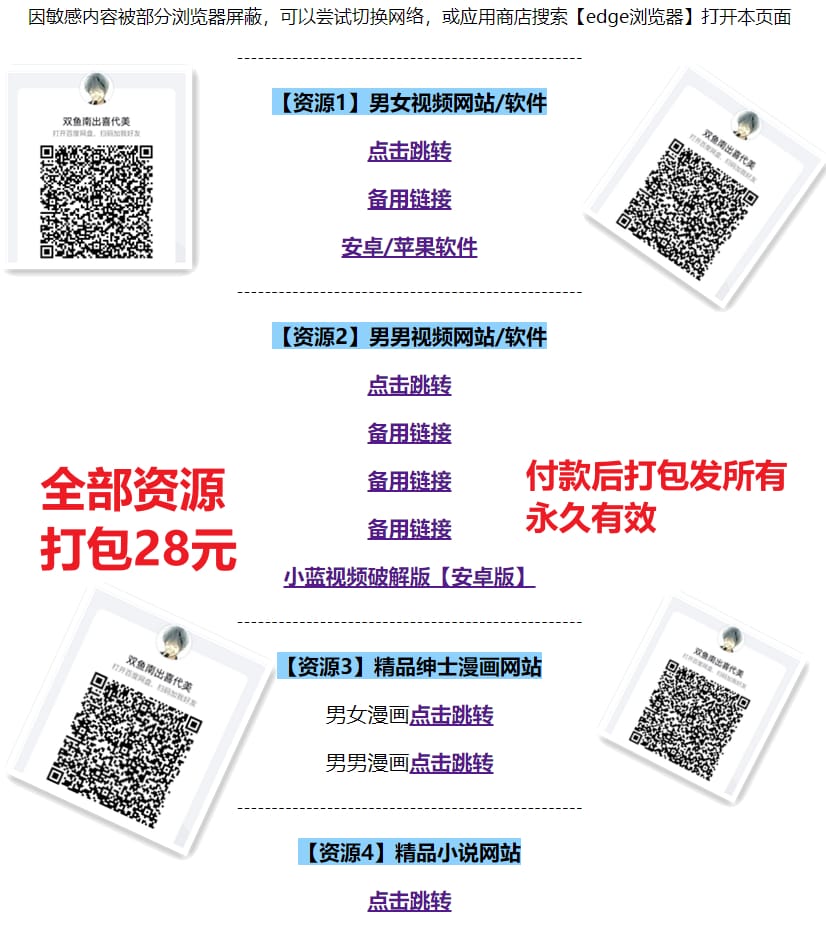 因敏感内容被部分浏览器屏蔽，可以尝试切换网络，或应用商店搜索【edge浏览器】打开本页面
双鱼南出喜代美
打开百度网盘，扫码加我好友
双鱼南出喜代美
打开百度网盘，扫码加我好友
【资源1】男女视频网站/软件
点击跳转
备用链接
安卓/苹果软件
【资源2】男男视频网站/软件
点击跳转
备用链接
备用链接
备用链接
小蓝视频破解版【安卓版】
全部资源
打包28元
付款后打包发所有
永久有效
双鱼南出喜代美
打开百度网盘，扫码加我好友
双鱼南出喜代美
打开百度网盘，扫码加我好友
【资源3】精品绅士漫画网站
男女漫画点击跳转
男男漫画点击跳转
【资源4】精品小说网站
点击跳转